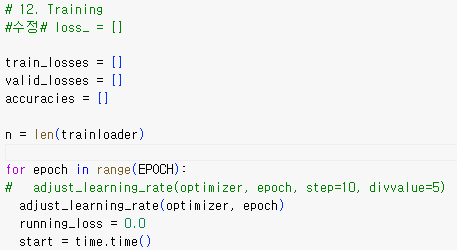 # 12. Training
#수정# loss_ = []
train_losses = []
valid_losses = []
accuracies = []
n = len(trainloader)
for epoch in range(EPOCH):
#   adjust_learning_rate(optimizer, epoch, step=10, divvalue=5)
  adjust_learning_rate(optimizer, epoch)
  running_loss = 0.0
  start = time.time()